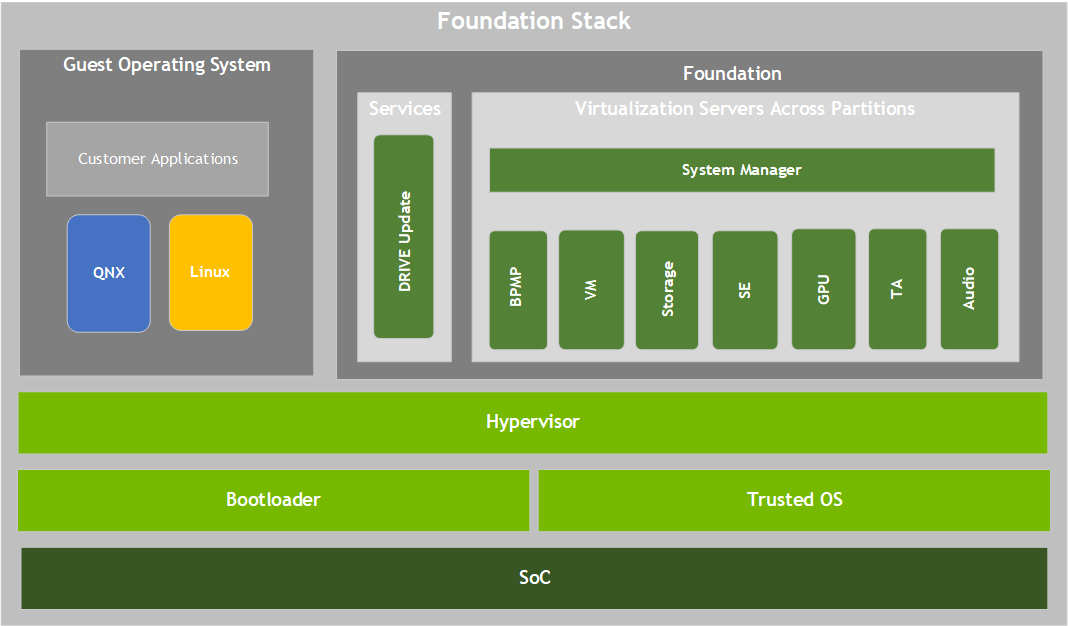 Foundation Stack
Guest Operating System
Customer Applications
QNX
Linux
Foundation
Services
DRIVE Update
Virtualization Servers Across Partitions
System Manager
BPMP
VM
Storage
SE
GPU
TA
Audio
Hypervisor
Bootloader
Trusted OS
SoC